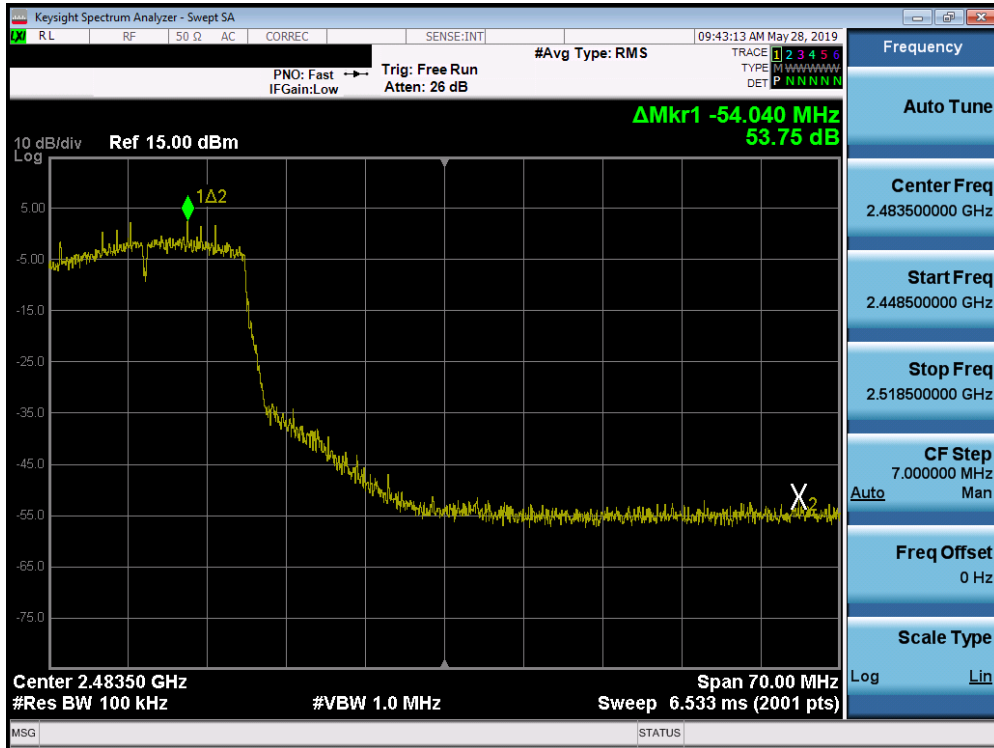 Keysight Spectrum Analyzer - Swept SA
LXI RL RF 50 Ω AC CORREC SENSE:INT 09:43:13 AM May 28, 2019
PNO: Fast Trig: Free Run #Avg Type: RMS TRACE 1 2 3 4 5 6
IFGain:Low Atten: 26 dB TYPE M WWWWW
DET P N N N N N
ΔMkr1 -54.040 MHz
53.75 dB
10 dB/div Ref 15.00 dBm
Log
1Δ2
5.00
-5.00
-15.0
-25.0
-35.0
-45.0
-55.0
X2
-65.0
-75.0
Center 2.48350 GHz Span 70.00 MHz
#Res BW 100 kHz #VBW 1.0 MHz Sweep 6.533 ms (2001 pts)
MSG STATUS
Frequency
Auto Tune
Center Freq
2.483500000 GHz
Start Freq
2.448500000 GHz
Stop Freq
2.518500000 GHz
CF Step
7.000000 MHz
Auto Man
Freq Offset
0 Hz
Scale Type
Log Lin